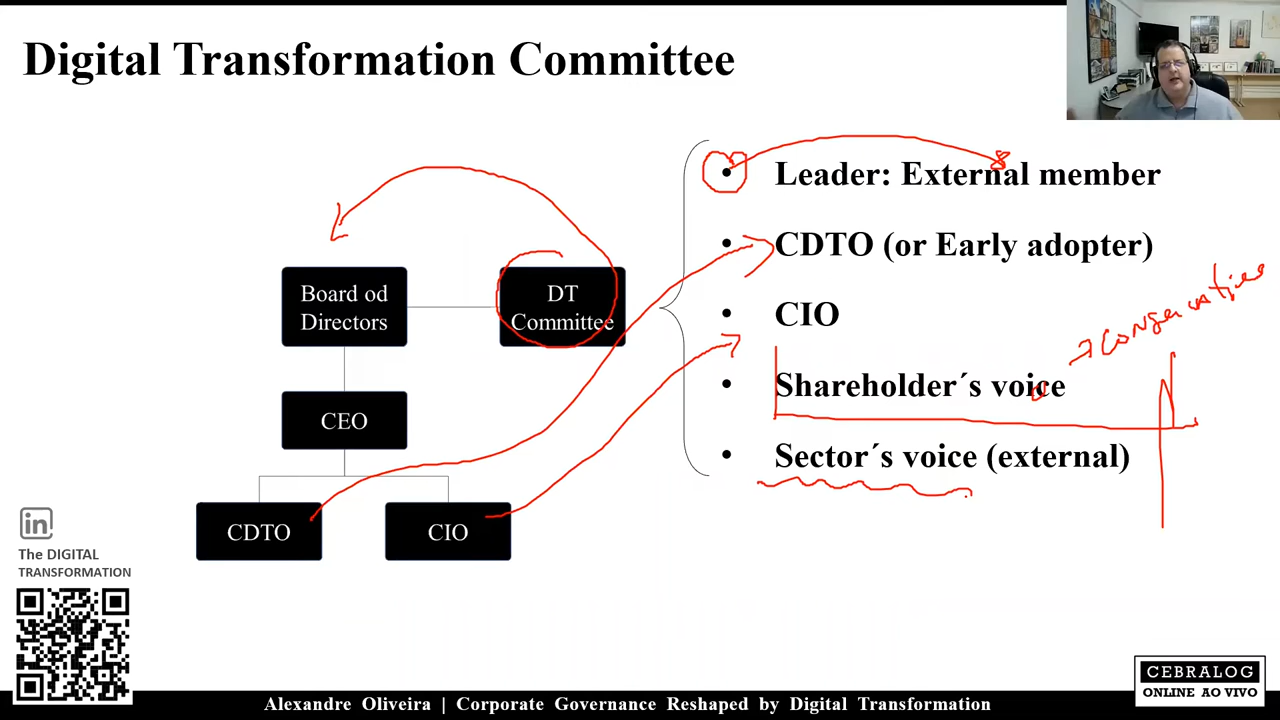 Digital Transformation Committee
• Leader: External member
• CDTO (or Early adopter)
• CIO
→ conservative
• Shareholder´s voice
• Sector´s voice (external)
Board od
Directors
DT
Committee
CEO
CDTO
CIO
in
The DIGITAL
TRANSFORMATION
CEBRALOG
ONLINE AO VIVO
Alexandre Oliveira | Corporate Governance Reshaped by Digital Transformation